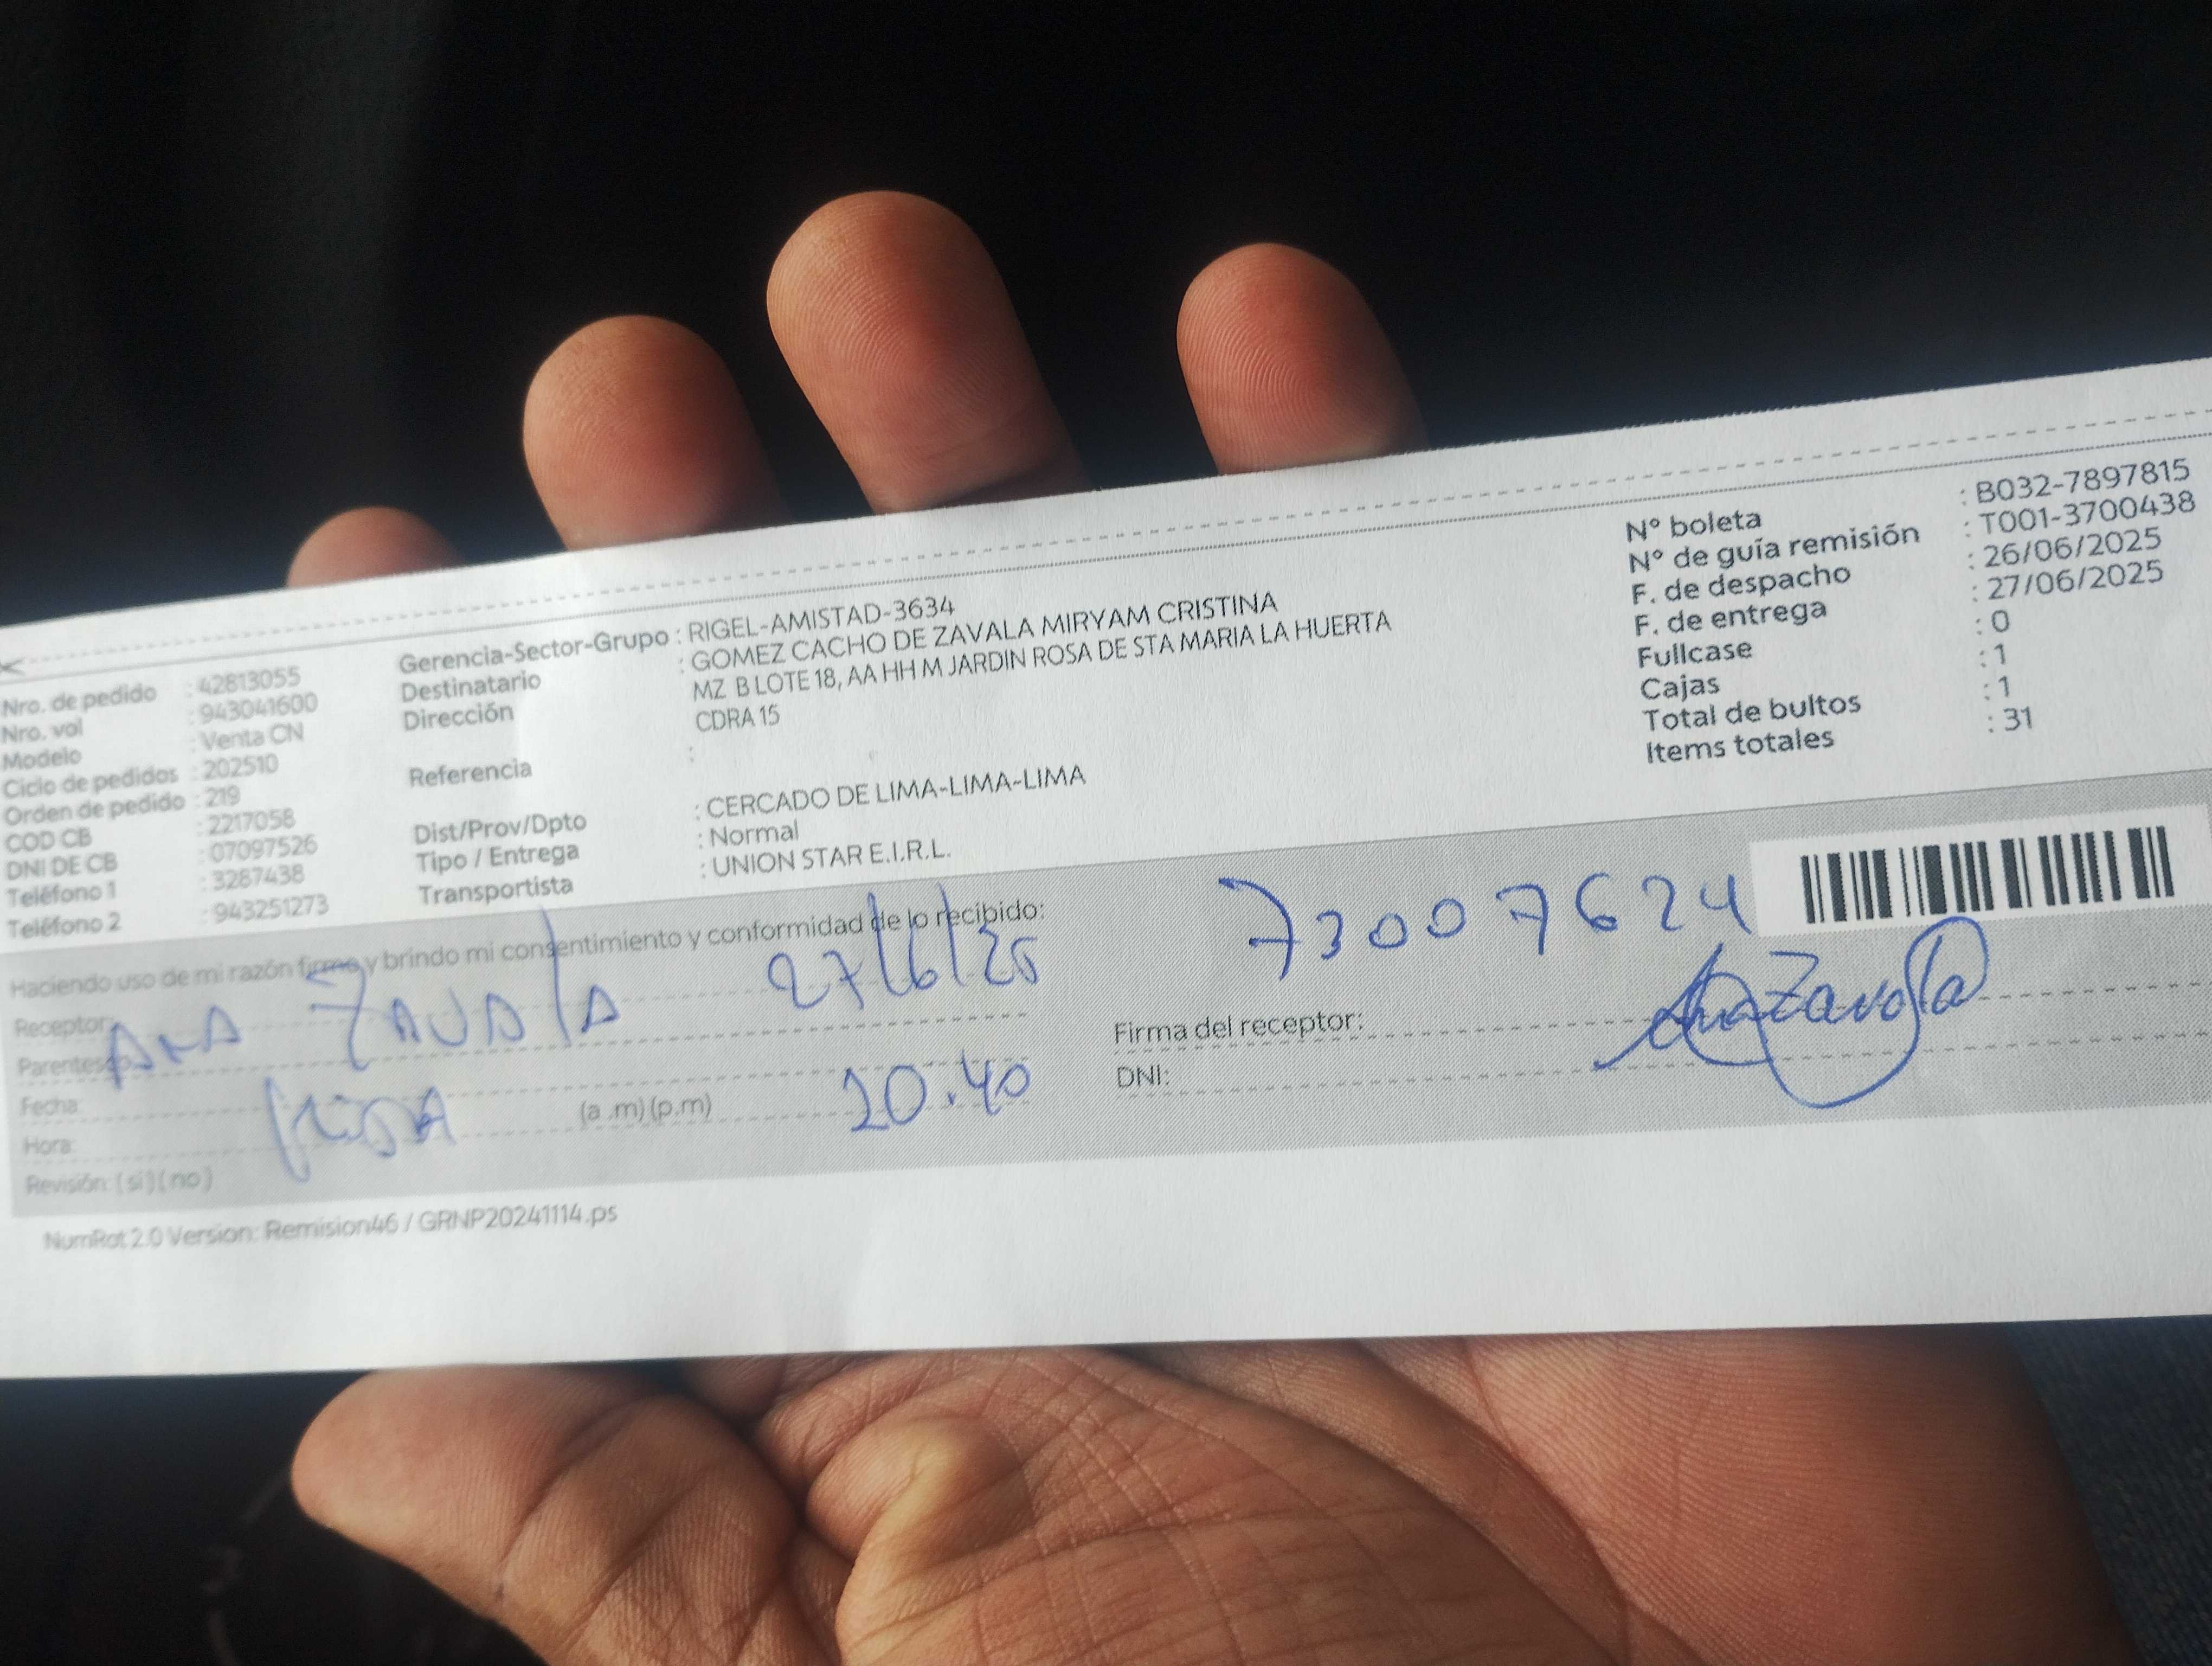 Nro. de pedido : 42813055
Nro. vol : 943041600
Modelo : Venta CN
Ciclo de pedidos : 202510
Orden de pedido : 219
COD CB : 2217058
DNI DE CB : 07097526
Teléfono 1 : 3287438
Teléfono 2 : 943251273
Gerencia-Sector-Grupo : RIGEL-AMISTAD-3634
Destinatario : GOMEZ CACHO DE ZAVALA MIRYAM CRISTINA
Dirección MZ B LOTE 18, AA HH M JARDIN ROSA DE STA MARIA LA HUERTA
CDRA 15
Referencia :
Dist/Prov/Dpto : CERCADO DE LIMA-LIMA-LIMA
Tipo / Entrega : Normal
Transportista : UNION STAR E.I.R.L.
N° boleta : B032-7897815
N° de guía remisión : T001-3700438
F. de despacho : 26/06/2025
F. de entrega : 27/06/2025
Fullcase : 0
Cajas : 1
Total de bultos : 1
Items totales : 31
Haciendo uso de mi razón firmo y brindo mi consentimiento y conformidad de lo recibido:
Receptor: ANA ZAVALA 27/6/25
Parentesco:
Fecha:
Hora: (a .m) (p.m) 20.40
Revisión: ( si ) ( no )
73007624
Firma del receptor: Ana Zavala
DNI:
NumRot 2.0 Version: Remision46 / GRNP20241114.ps